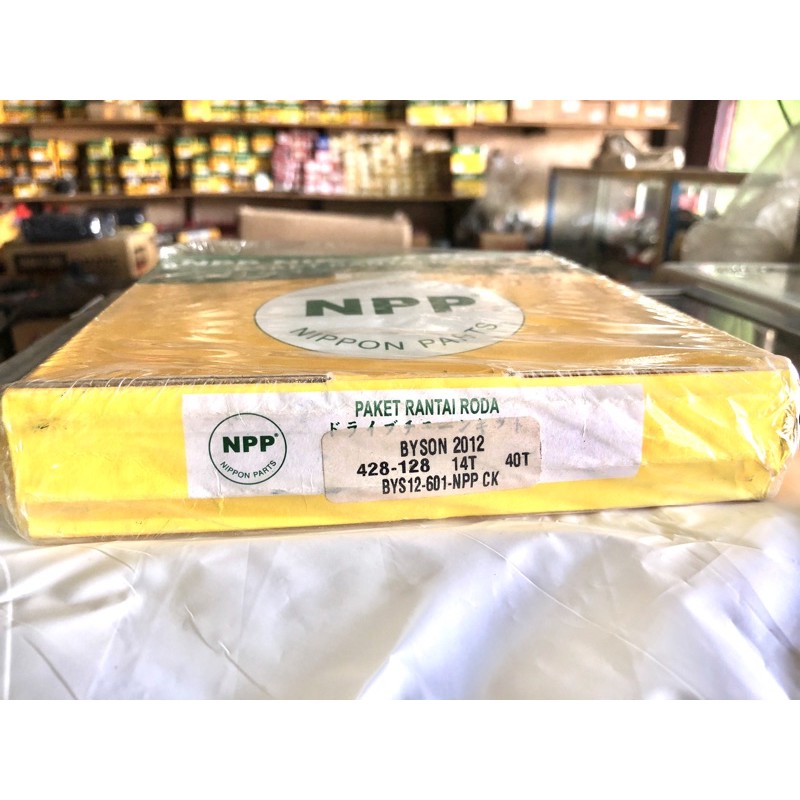 NPP
NIPPON PARTS
PAKET RANTAI RODA
ドライブチェーンキット
NPP
NIPPON PARTS
BYSON 2012
428-128 14T 40T
BYS12-601-NPP CK